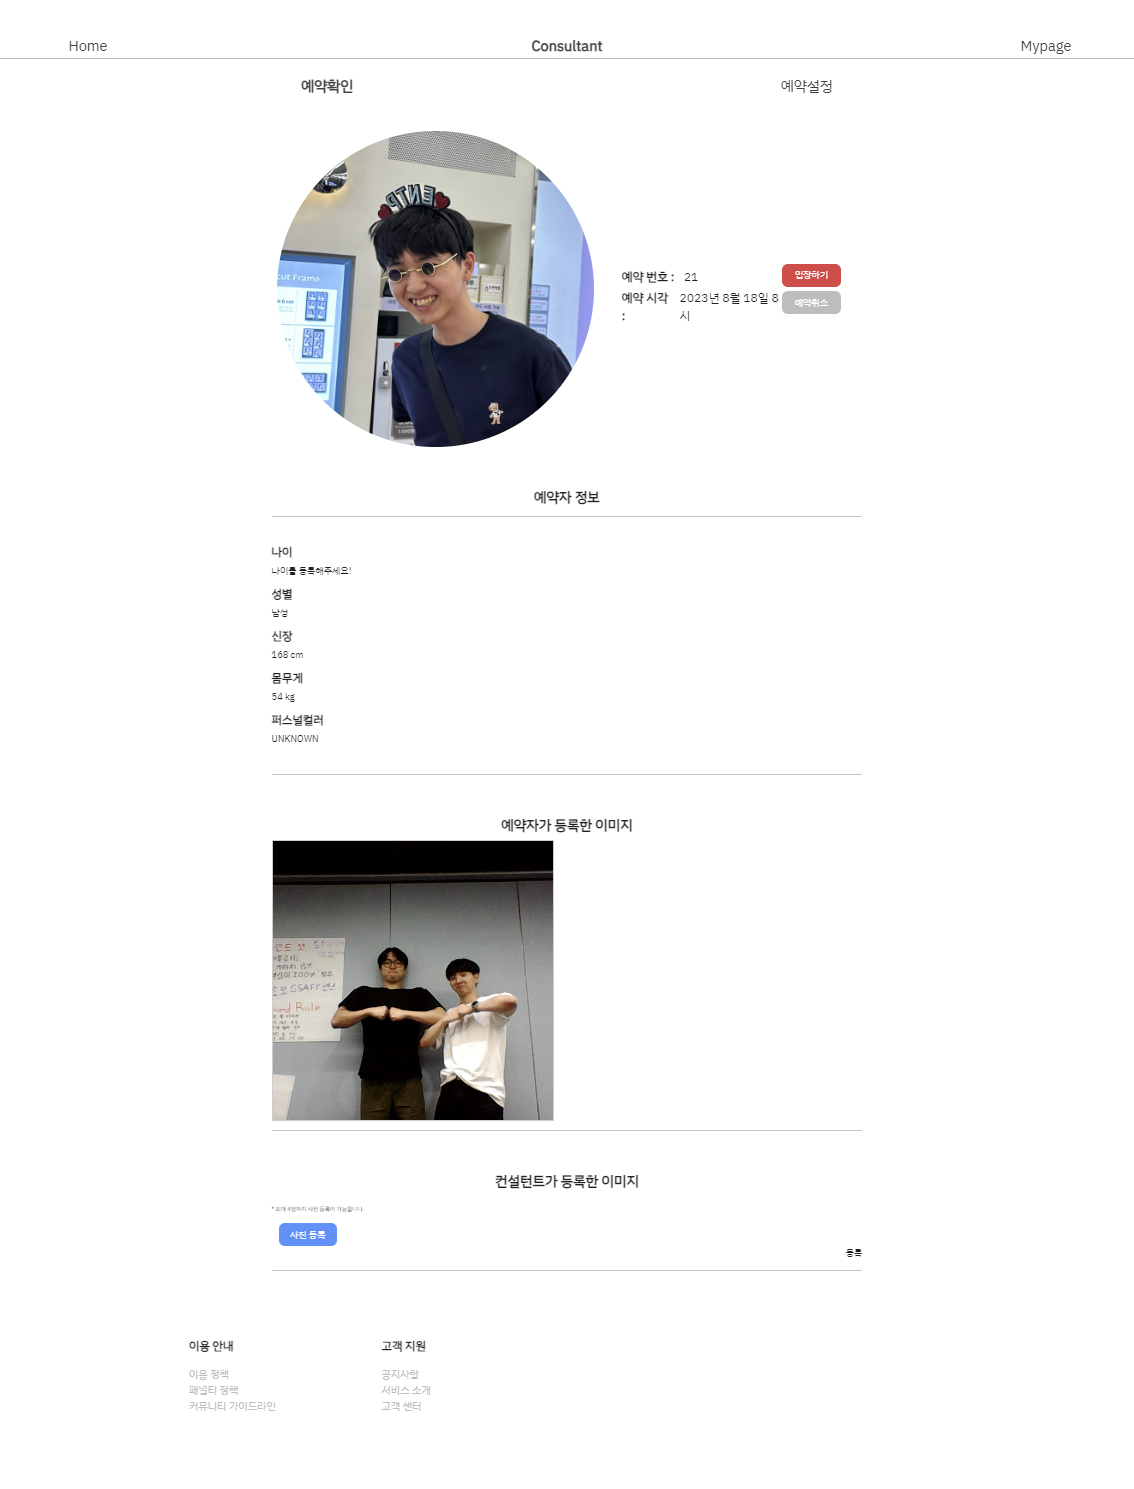 Home
Consultant
Mypage
예약확인
예약설정
ENTP
Cut Frame
예약 번호 : 21
입장하기
예약 시각 : 2023년 8월 18일 8시
예약취소
예약자 정보
나이
나이를 등록해주세요!
성별
남성
신장
168 cm
몸무게
54 kg
퍼스널컬러
UNKNOWN
예약자가 등록한 이미지
SSAFY
컨설턴트가 등록한 이미지
* 최대 4장까지 사진 등록이 가능합니다.
사진 등록
등록
이용 안내
고객 지원
이용 정책
공지사항
패널티 정책
서비스 소개
커뮤니티 가이드라인
고객 센터